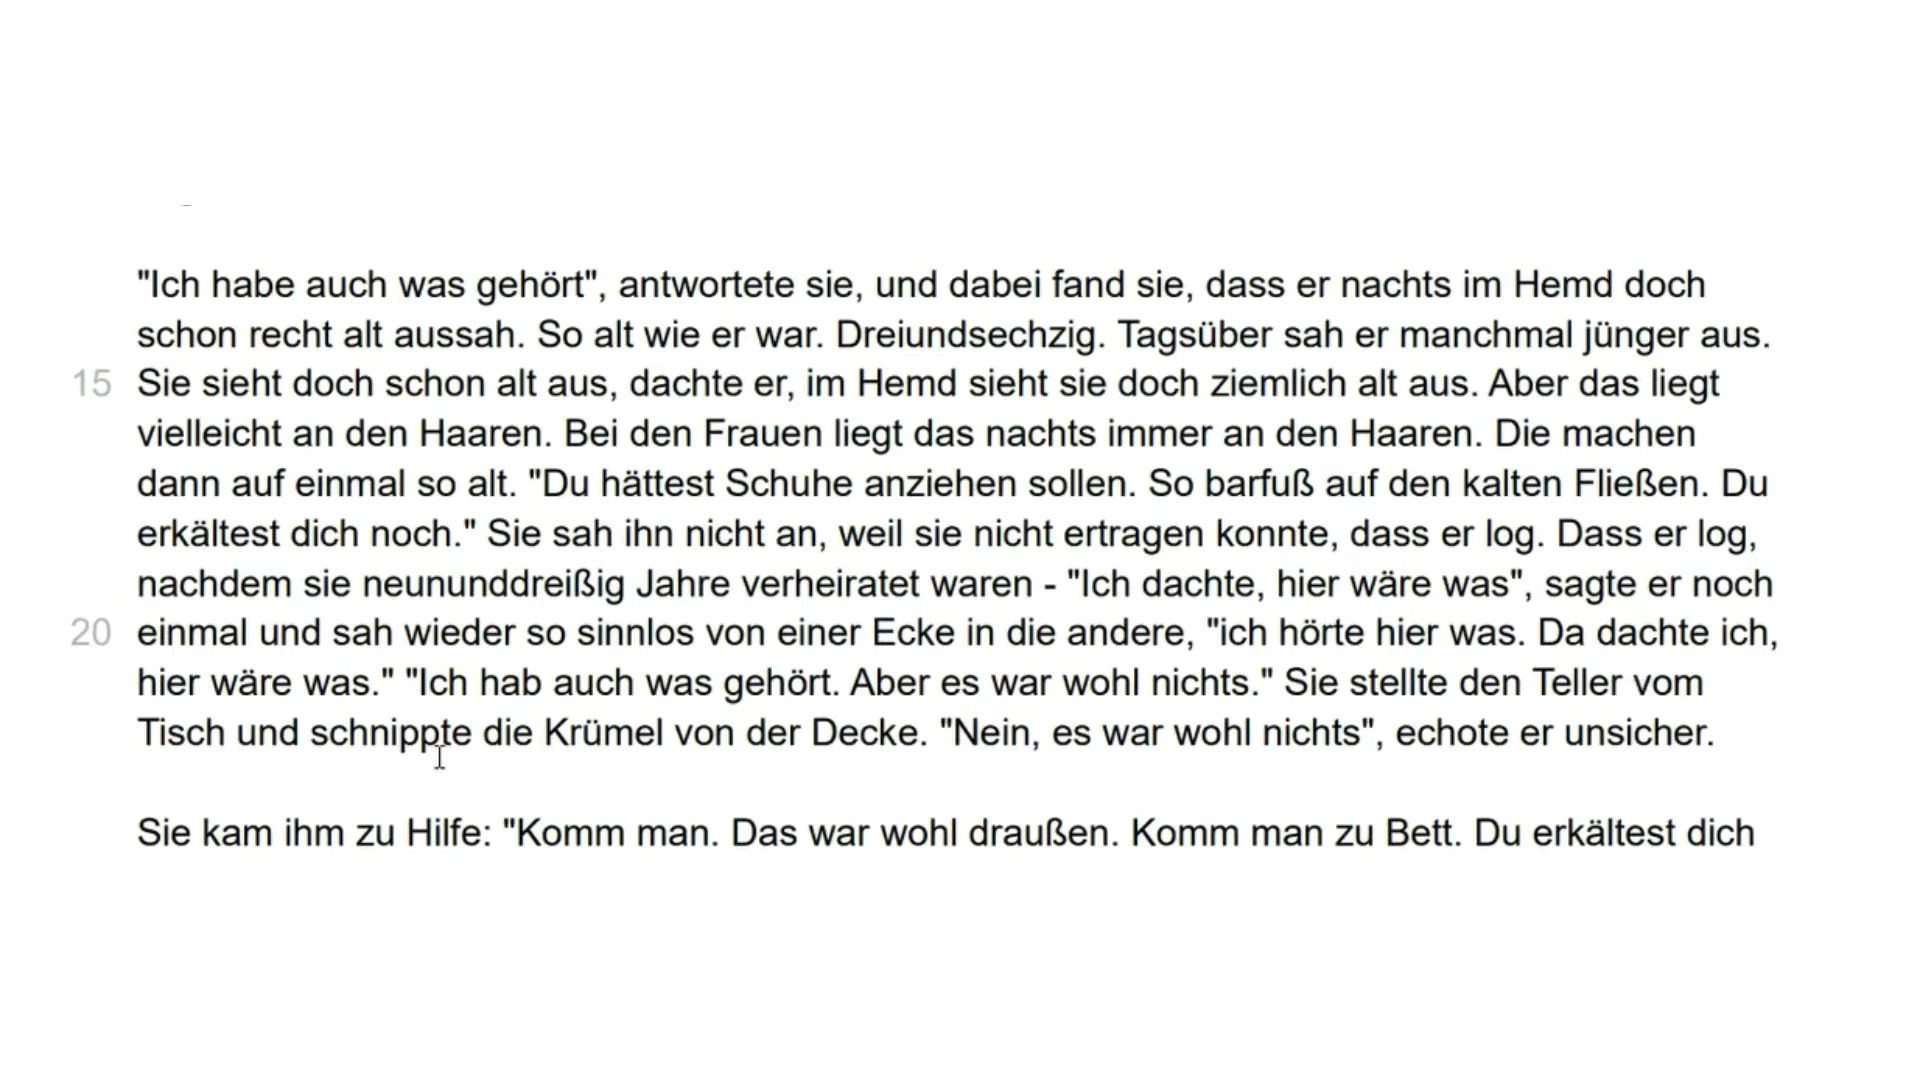 "Ich habe auch was gehört", antwortete sie, und dabei fand sie, dass er nachts im Hemd doch
schon recht alt aussah. So alt wie er war. Dreiundsechzig. Tagsüber sah er manchmal jünger aus.
15 Sie sieht doch schon alt aus, dachte er, im Hemd sieht sie doch ziemlich alt aus. Aber das liegt
vielleicht an den Haaren. Bei den Frauen liegt das nachts immer an den Haaren. Die machen
dann auf einmal so alt. "Du hättest Schuhe anziehen sollen. So barfuß auf den kalten Fließen. Du
erkältest dich noch." Sie sah ihn nicht an, weil sie nicht ertragen konnte, dass er log. Dass er log,
nachdem sie neununddreißig Jahre verheiratet waren - "Ich dachte, hier wäre was", sagte er noch
20 einmal und sah wieder so sinnlos von einer Ecke in die andere, "ich hörte hier was. Da dachte ich,
hier wäre was." "Ich hab auch was gehört. Aber es war wohl nichts." Sie stellte den Teller vom
Tisch und schnippte die Krümel von der Decke. "Nein, es war wohl nichts", echote er unsicher.
Sie kam ihm zu Hilfe: "Komm man. Das war wohl draußen. Komm man zu Bett. Du erkältest dich